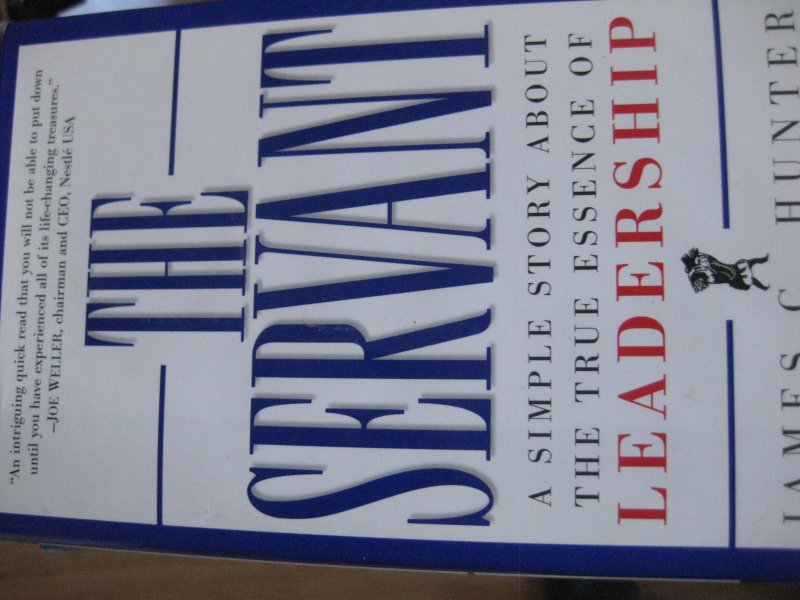 "An intriguing quick read that you will not be able to put down
until you have experienced all of its life-changing treasures."
—JOE WELLER, chairman and CEO, Nestlé USA
THE
SERVANT
A SIMPLE STORY ABOUT
THE TRUE ESSENCE OF
LEADERSHIP
JAMES C. HUNTER